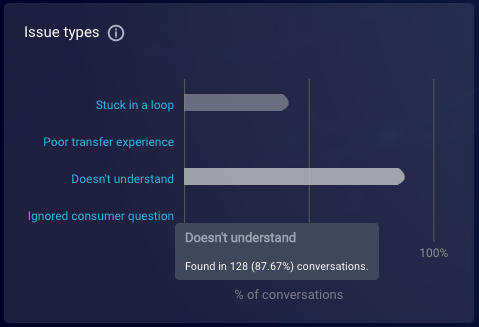 Issue types
Stuck in a loop
Poor transfer experience
Doesn't understand
Ignored consumer question
Doesn't understand
Found in 128 (87.67%) conversations.
100%
% of conversations